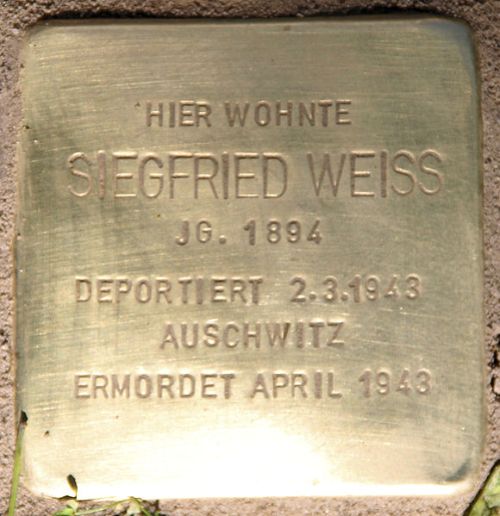 HIER WOHNTE
SIEGFRIED WEISS
JG. 1894
DEPORTIERT 2.3.1943
AUSCHWITZ
ERMORDET APRIL 1943